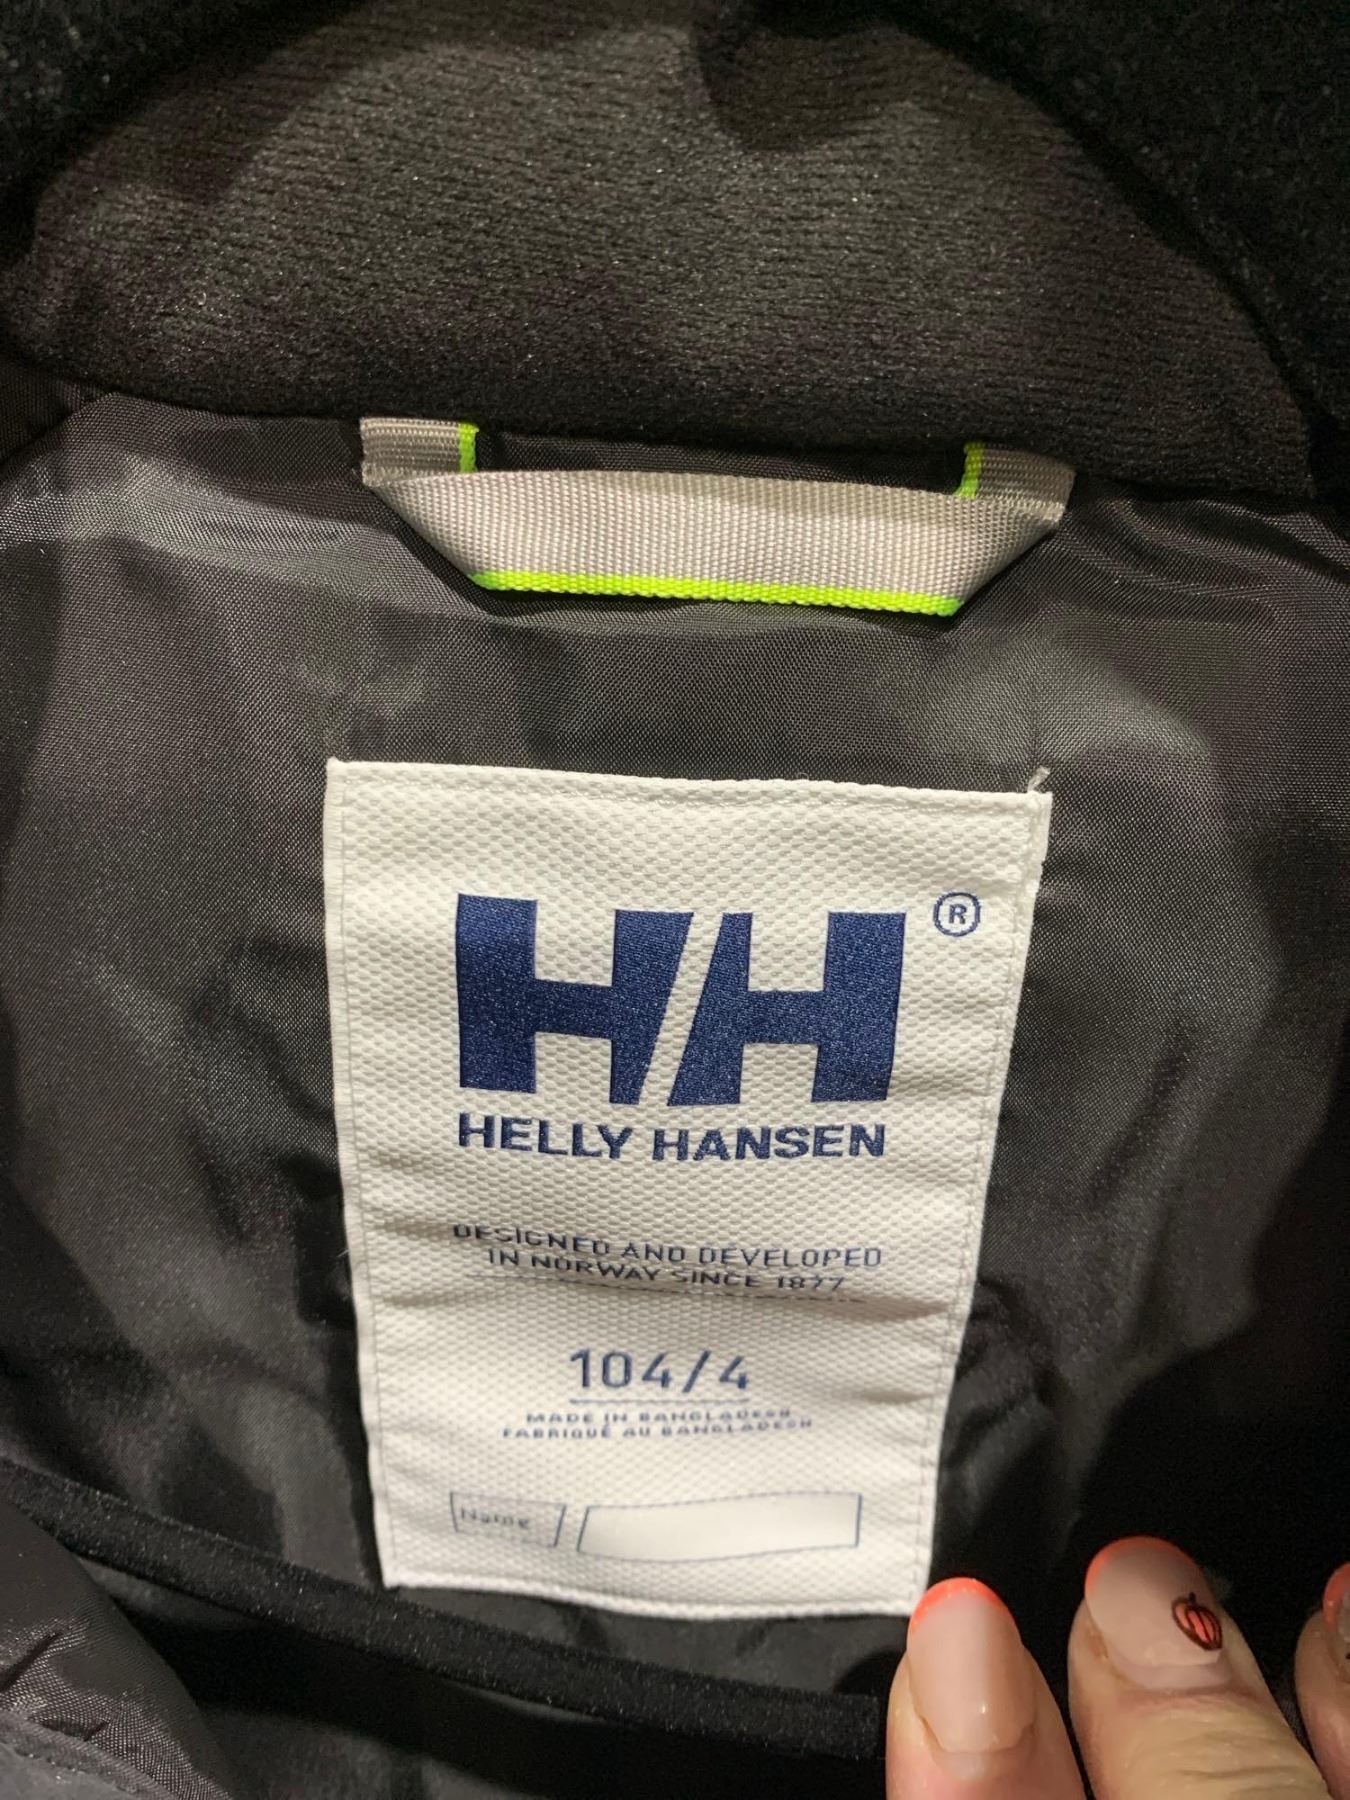 HH ®
HELLY HANSEN
DESIGNED AND DEVELOPED
IN NORWAY SINCE 1877
104/4
MADE IN BANGLADESH
FABRIQUÉ AU BANGLADESH
Name